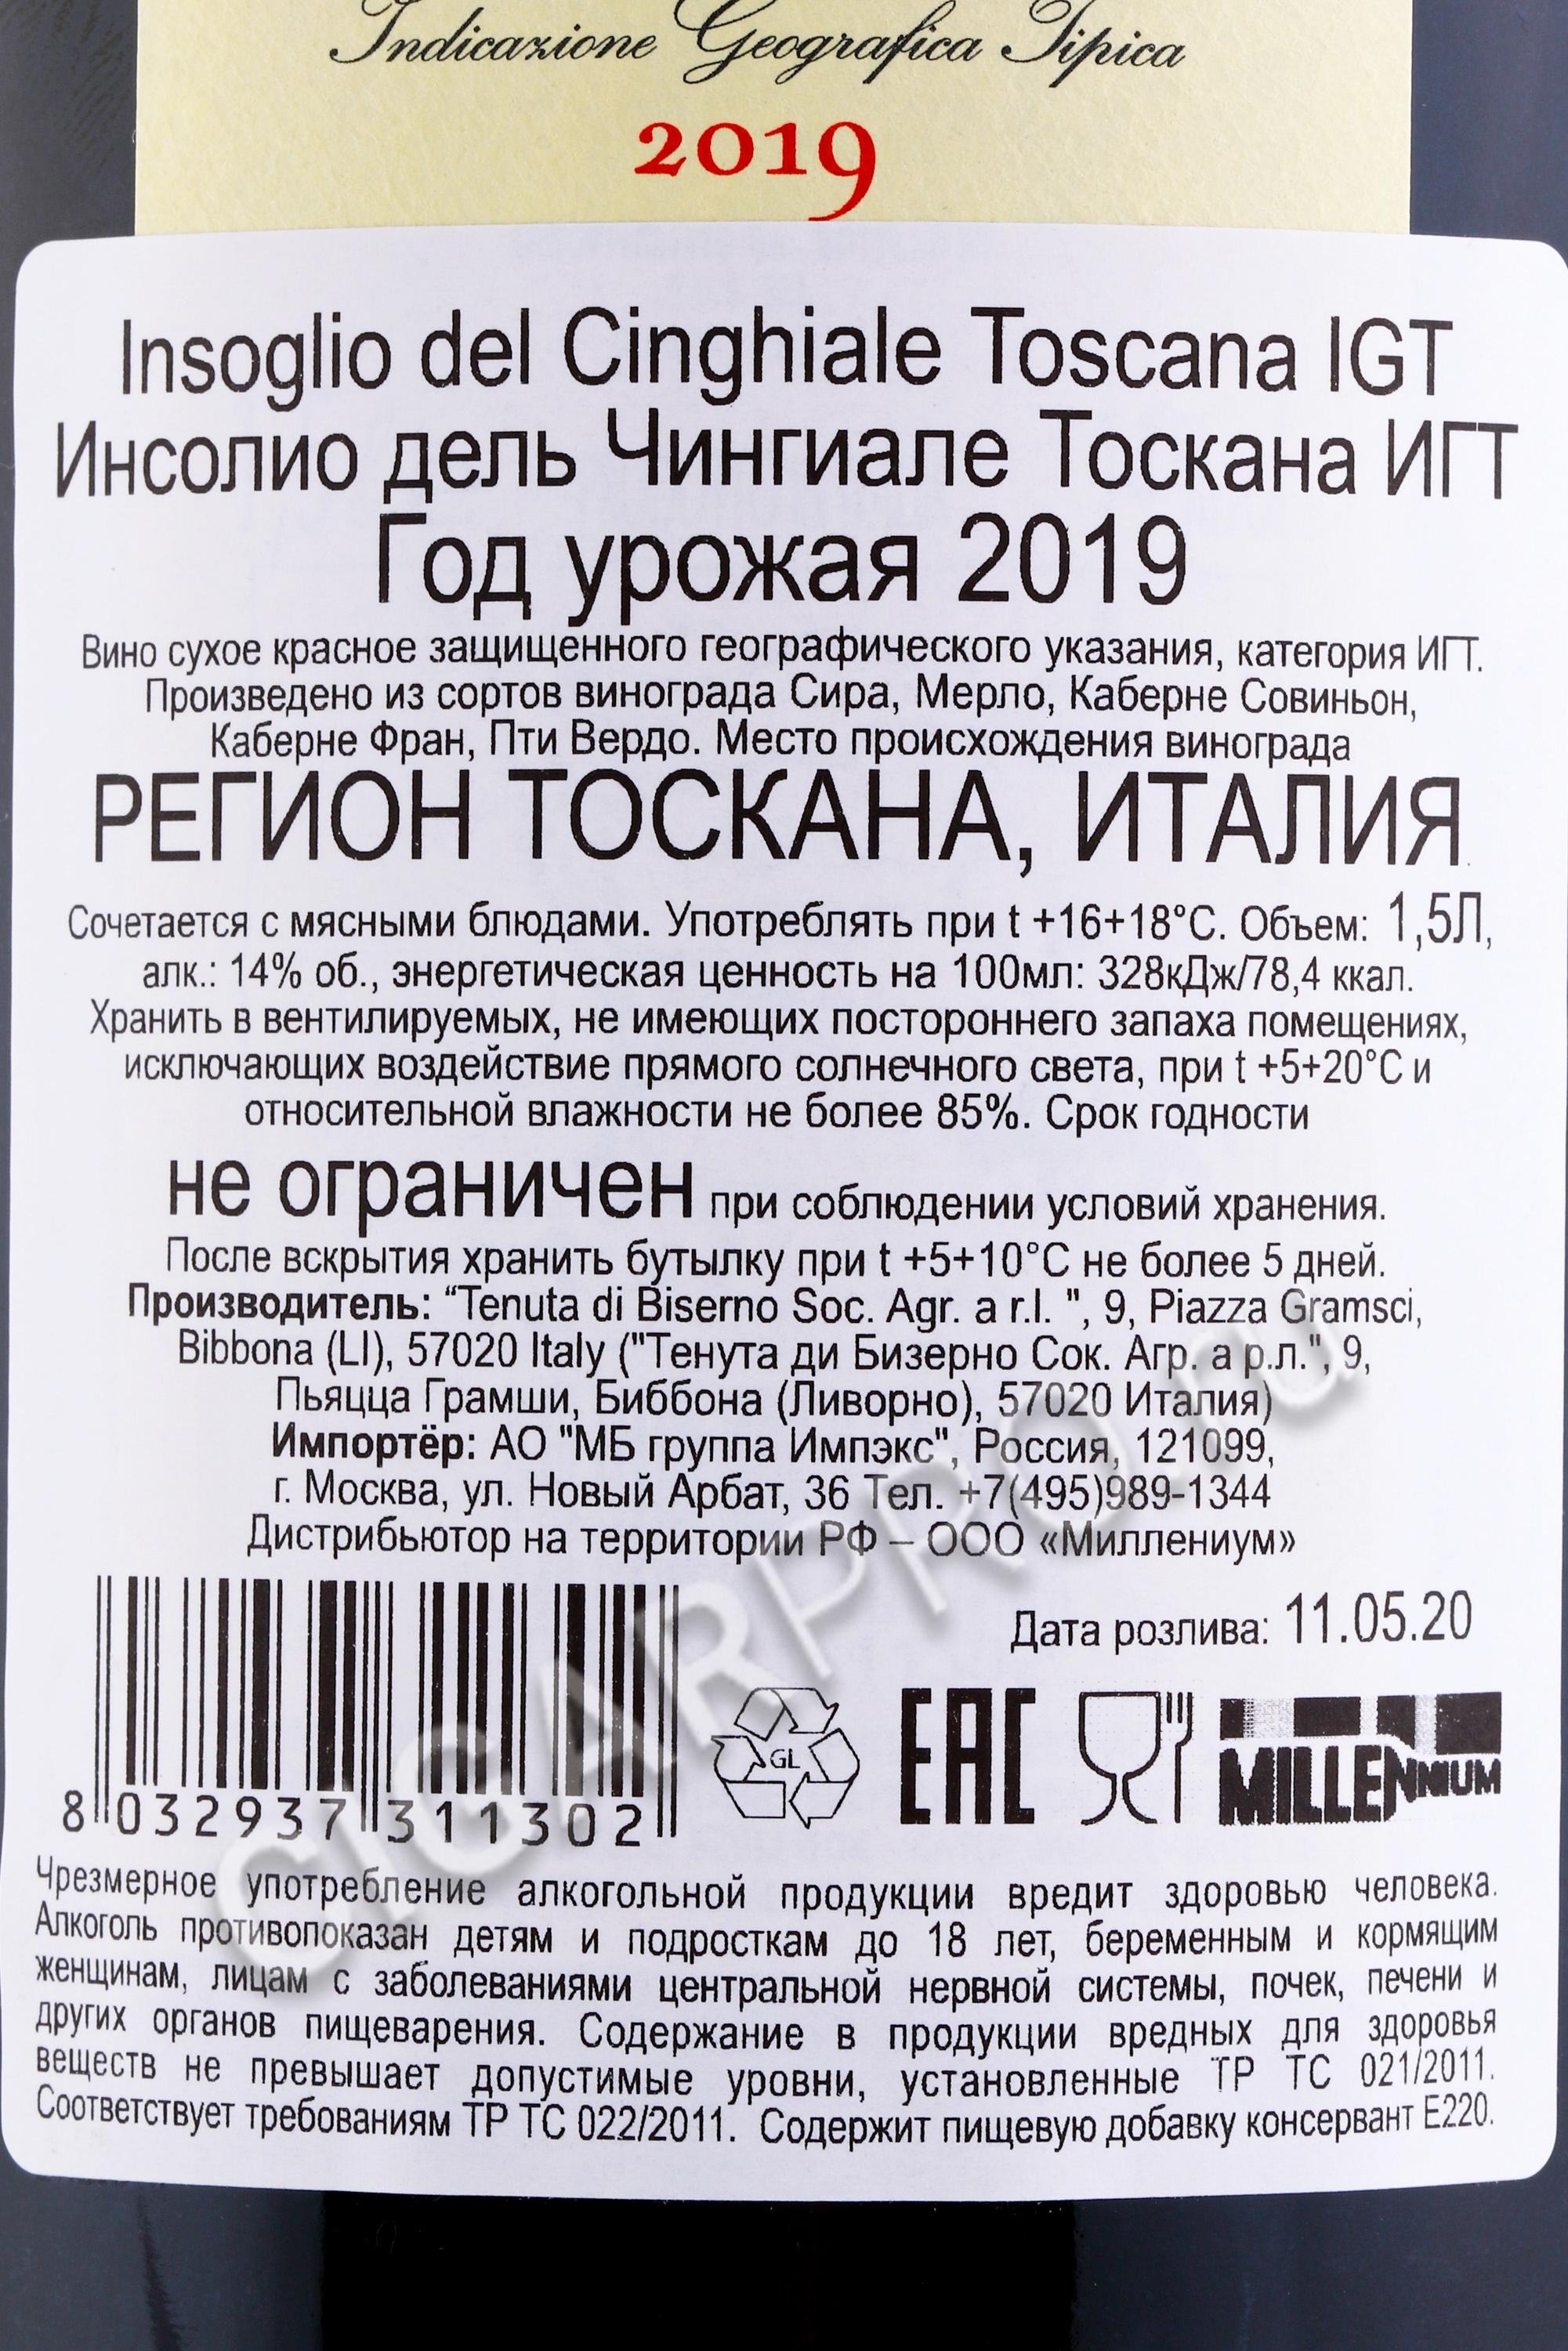 Indicazione Geografica Tipica
2019
Insoglio del Cinghiale Toscana IGT
Инсолио дель Чингиале Тоскана ИГТ
Год урожая 2019
Вино сухое красное защищенного географического указания, категория ИГТ.
Произведено из сортов винограда Сира, Мерло, Каберне Совиньон,
Каберне Фран, Пти Вердо. Место происхождения винограда
РЕГИОН ТОСКАНА, ИТАЛИЯ.
Сочетается с мясными блюдами. Употреблять при t +16+18°C. Объем: 1,5Л,
алк.: 14% об., энергетическая ценность на 100мл: 328кДж/78,4 ккал.
Хранить в вентилируемых, не имеющих постороннего запаха помещениях,
исключающих воздействие прямого солнечного света, при t +5+20°C и
относительной влажности не более 85%. Срок годности
не ограничен при соблюдении условий хранения.
После вскрытия хранить бутылку при t +5+10°C не более 5 дней.
Производитель: “Tenuta di Biserno Soc. Agr. a r.l. ", 9, Piazza Gramsci,
Bibbona (LI), 57020 Italy ("Тенута ди Бизерно Сок. Агр. а р.л.", 9,
Пьяцца Грамши, Биббона (Ливорно), 57020 Италия)
Импортёр: АО "МБ группа Импэкс", Россия, 121099,
г. Москва, ул. Новый Арбат, 36 Тел. +7(495)989-1344
Дистрибьютор на территории РФ – ООО «Миллениум»
Дата розлива: 11.05.20
GL EAC MILLENNIUM
8 032937 311302
CIGARPRO.ru
Чрезмерное употребление алкогольной продукции вредит здоровью человека.
Алкоголь противопоказан детям и подросткам до 18 лет, беременным и кормящим
женщинам, лицам с заболеваниями центральной нервной системы, почек, печени и
других органов пищеварения. Содержание в продукции вредных для здоровья
веществ не превышает допустимые уровни, установленные ТР ТС 021/2011.
Соответствует требованиям ТР ТС 022/2011. Содержит пищевую добавку консервант Е220.